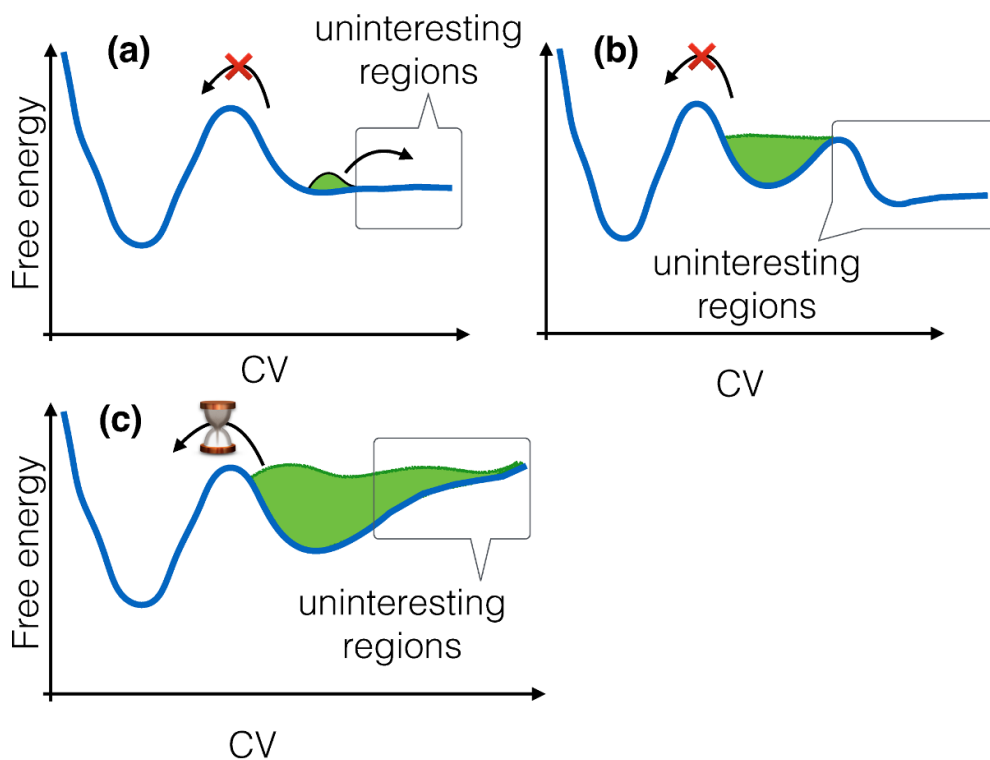 (a)
uninteresting
regions
Free energy
CV
(b)
uninteresting
regions
CV
(c)
Free energy
uninteresting
regions
CV